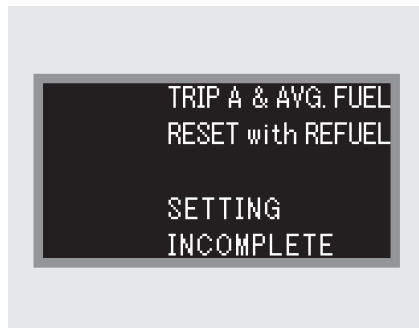 TRIP A & AVG. FUEL
RESET with REFUEL
SETTING
INCOMPLETE